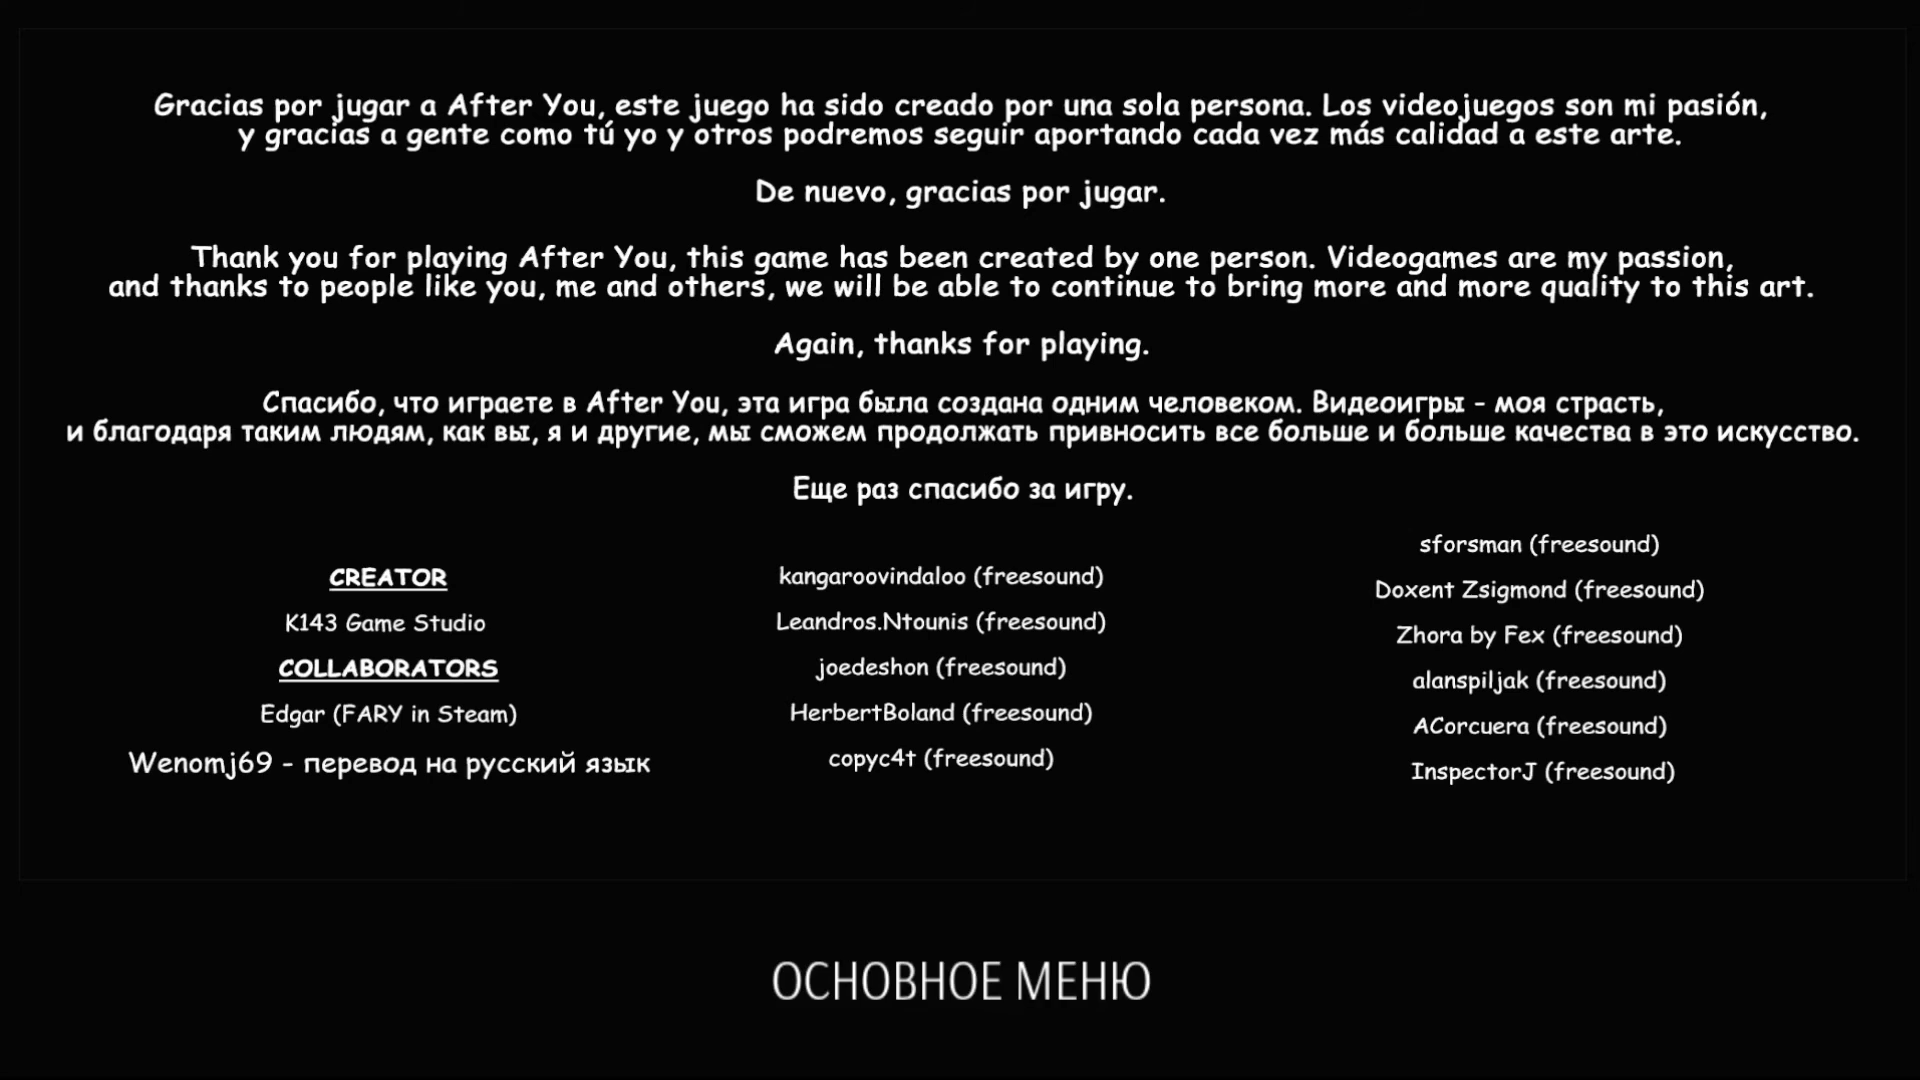 Gracias por jugar a After You, este juego ha sido creado por una sola persona. Los videojuegos son mi pasión,
y gracias a gente como tú yo y otros podremos seguir aportando cada vez más calidad a este arte.
De nuevo, gracias por jugar.
Thank you for playing After You, this game has been created by one person. Videogames are my passion,
and thanks to people like you, me and others, we will be able to continue to bring more and more quality to this art.
Again, thanks for playing.
Спасибо, что играете в After You, эта игра была создана одним человеком. Видеоигры - моя страсть,
и благодаря таким людям, как вы, я и другие, мы сможем продолжать привносить все больше и больше качества в это искусство.
Еще раз спасибо за игру.
CREATOR
K143 Game Studio
COLLABORATORS
Edgar (FARY in Steam)
Wenomj69 - перевод на русский язык
kangaroovindaloo (freesound)
Leandros.Ntounis (freesound)
joedeshon (freesound)
HerbertBoland (freesound)
copyc4t (freesound)
sforsman (freesound)
Doxent Zsigmond (freesound)
Zhora by Fex (freesound)
alanspiljak (freesound)
ACorcuera (freesound)
InspectorJ (freesound)
ОСНОВНОЕ МЕНЮ